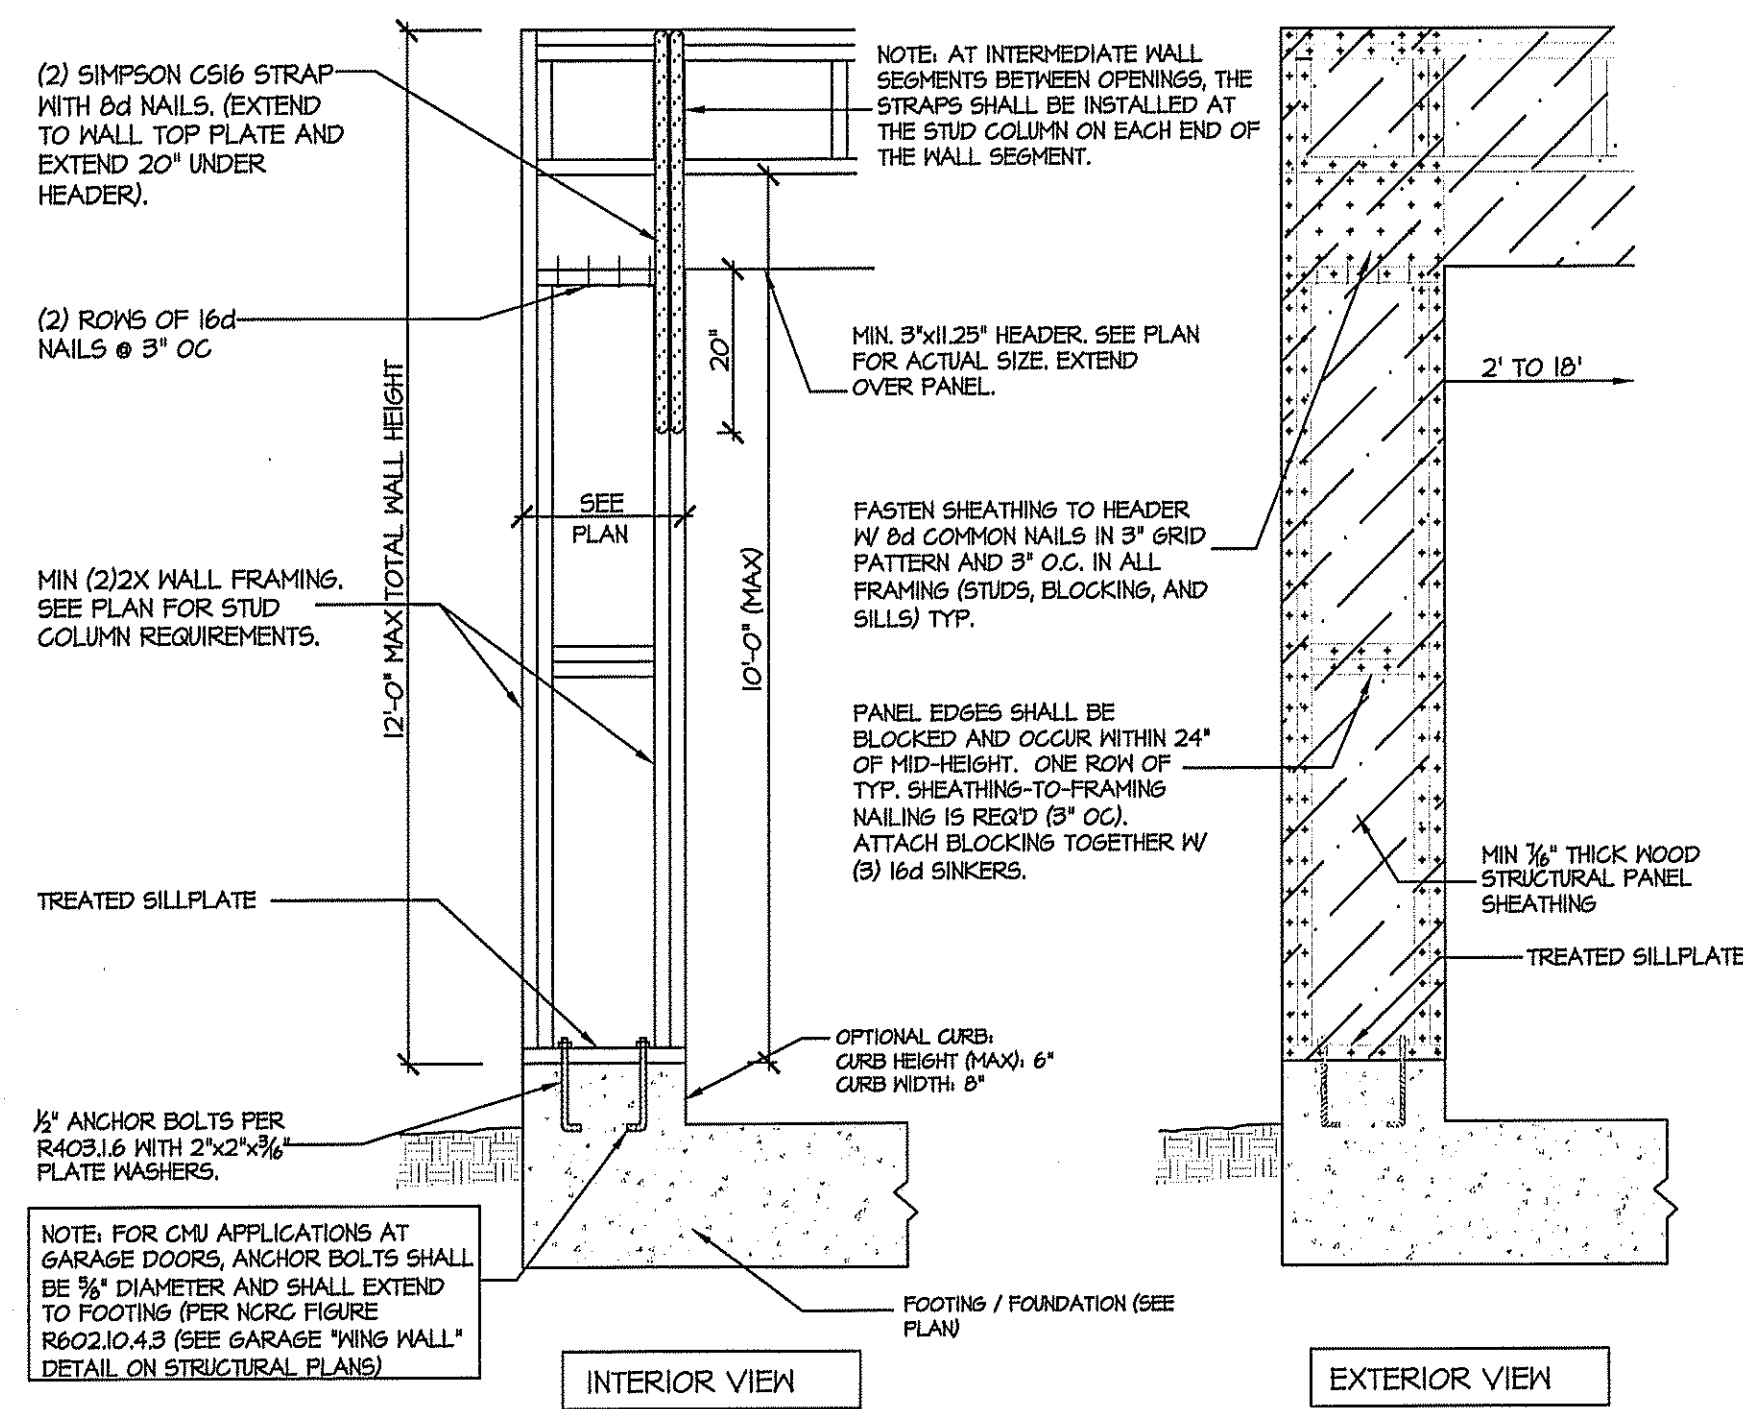 (2) SIMPSON CS16 STRAP
WITH 8d NAILS. (EXTEND
TO WALL TOP PLATE AND
EXTEND 20" UNDER
HEADER).
(2) ROWS OF 16d
NAILS @ 3" OC
12'-0" MAX TOTAL WALL HEIGHT
MIN (2)2X WALL FRAMING.
SEE PLAN FOR STUD
COLUMN REQUIREMENTS.
TREATED SILLPLATE
½" ANCHOR BOLTS PER
R403.1.6 WITH 2"x2"x3/16"
PLATE WASHERS.
NOTE: FOR CMU APPLICATIONS AT
GARAGE DOORS, ANCHOR BOLTS SHALL
BE ⅝" DIAMETER AND SHALL EXTEND
TO FOOTING (PER NCRC FIGURE
R602.10.4.3 (SEE GARAGE "WING WALL"
DETAIL ON STRUCTURAL PLANS)
SEE
PLAN
20"
10'-0" (MAX)
NOTE: AT INTERMEDIATE WALL
SEGMENTS BETWEEN OPENINGS, THE
STRAPS SHALL BE INSTALLED AT
THE STUD COLUMN ON EACH END OF
THE WALL SEGMENT.
MIN. 3"x11.25" HEADER. SEE PLAN
FOR ACTUAL SIZE. EXTEND
OVER PANEL.
FASTEN SHEATHING TO HEADER
W/ 8d COMMON NAILS IN 3" GRID
PATTERN AND 3" O.C. IN ALL
FRAMING (STUDS, BLOCKING, AND
SILLS) TYP.
PANEL EDGES SHALL BE
BLOCKED AND OCCUR WITHIN 24"
OF MID-HEIGHT. ONE ROW OF
TYP. SHEATHING-TO-FRAMING
NAILING IS REQ'D (3" OC).
ATTACH BLOCKING TOGETHER W/
(3) 16d SINKERS.
OPTIONAL CURB:
CURB HEIGHT (MAX): 6"
CURB WIDTH: 8"
FOOTING / FOUNDATION (SEE
PLAN)
INTERIOR VIEW
2' TO 18'
MIN 7/16" THICK WOOD
STRUCTURAL PANEL
SHEATHING
TREATED SILLPLATE
EXTERIOR VIEW